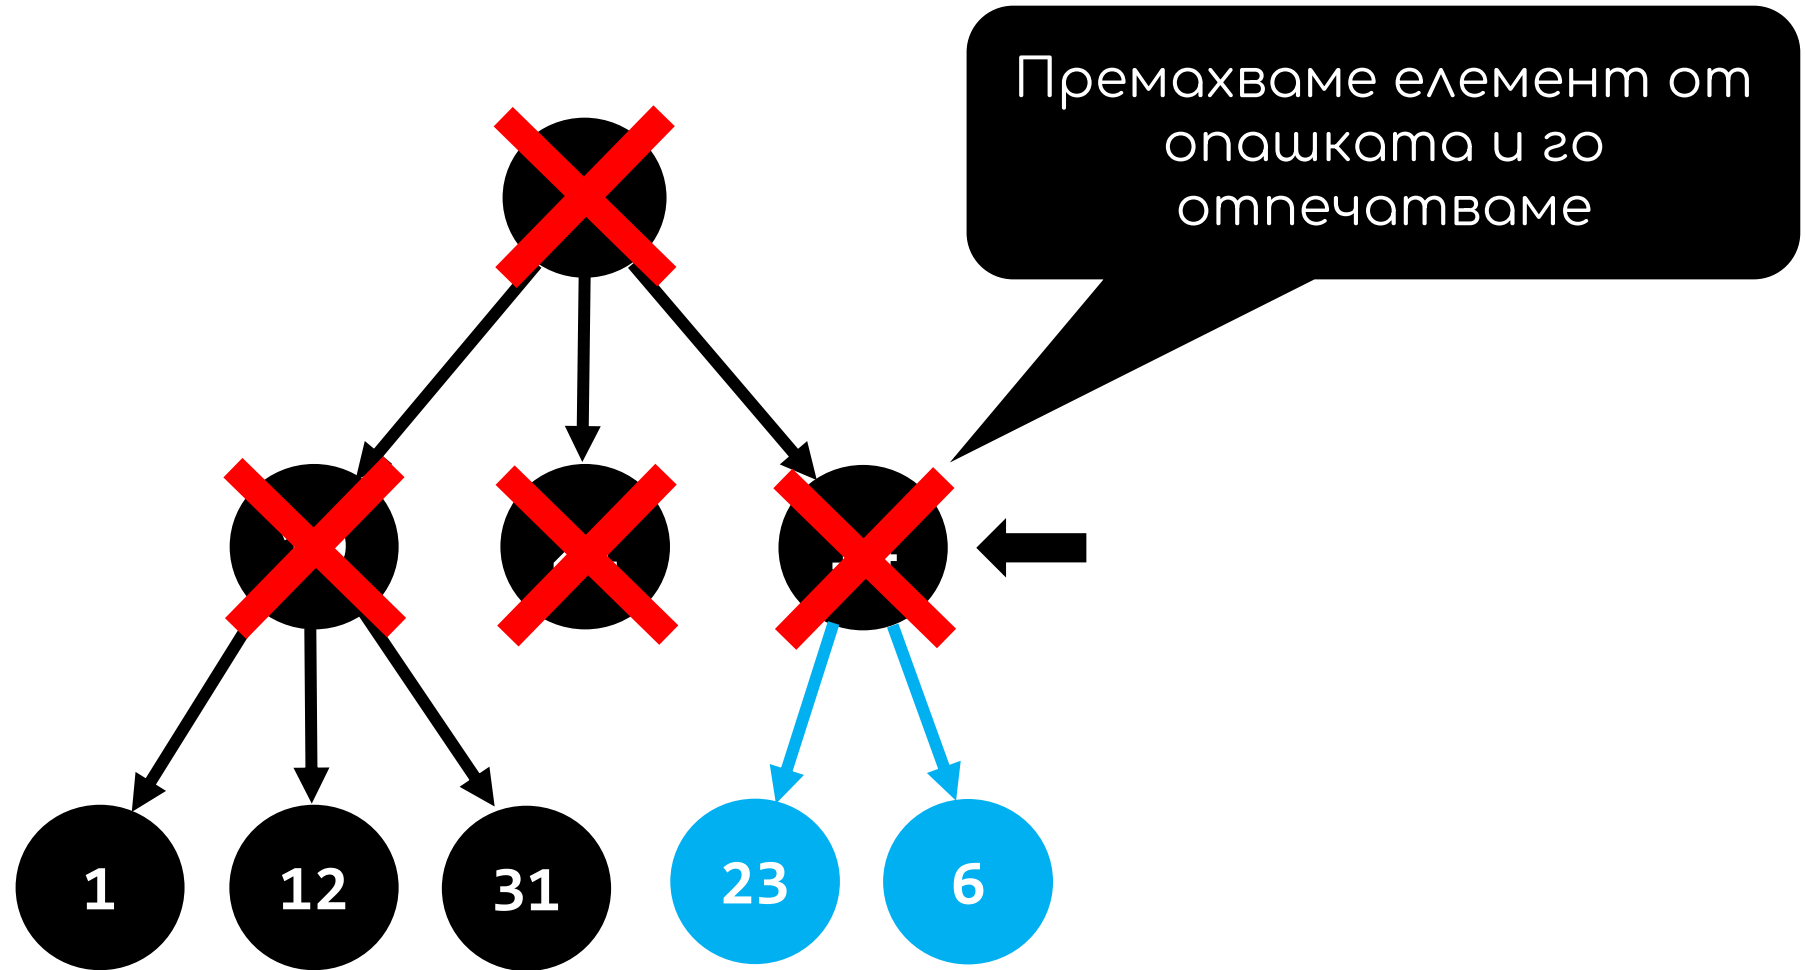 Премахваме елемент от
опашката и го
отпечатваме
1
12
31
23
6